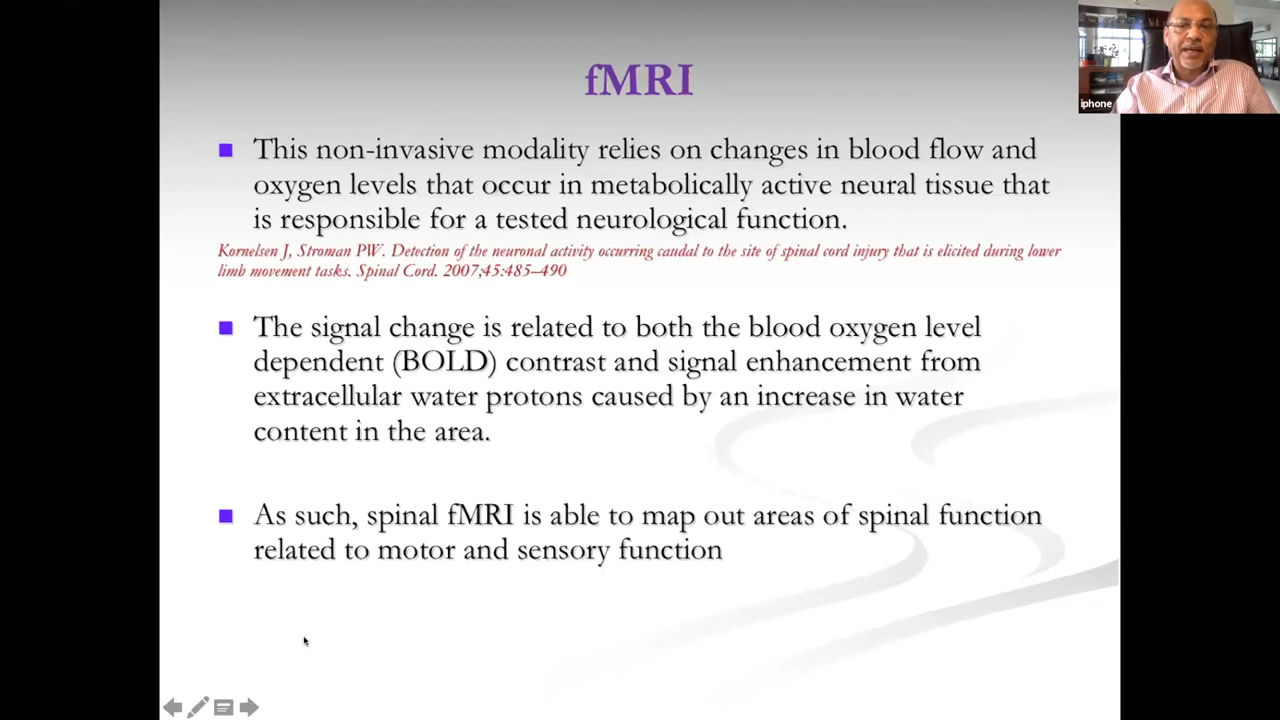 fMRI
This non-invasive modality relies on changes in blood flow and
oxygen levels that occur in metabolically active neural tissue that
is responsible for a tested neurological function.
Kornelsen J, Stroman PW. Detection of the neuronal activity occurring caudal to the site of spinal cord injury that is elicited during lower
limb movement tasks. Spinal Cord. 2007;45:485–490
The signal change is related to both the blood oxygen level
dependent (BOLD) contrast and signal enhancement from
extracellular water protons caused by an increase in water
content in the area.
As such, spinal fMRI is able to map out areas of spinal function
related to motor and sensory function
iphone